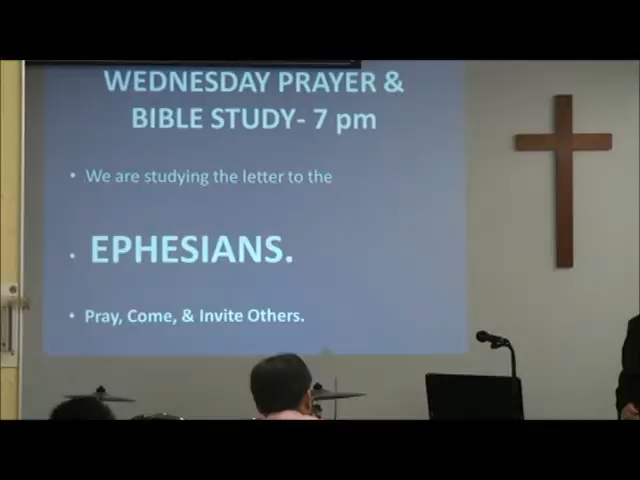 WEDNESDAY PRAYER &
BIBLE STUDY- 7 pm
• We are studying the letter to the
• EPHESIANS.
• Pray, Come, & Invite Others.